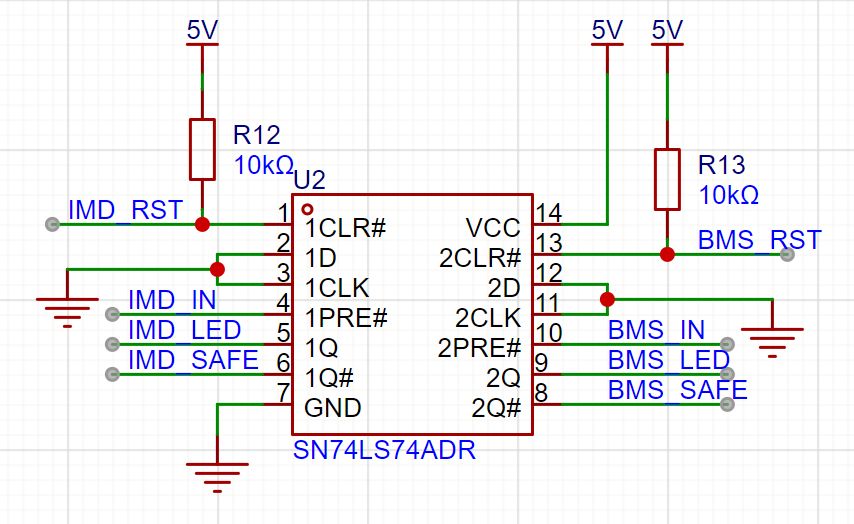 5V
5V
5V
R12
10kΩ
R13
10kΩ
U2
IMD_RST
1
1CLR#
2
1D
3
1CLK
IMD_IN
4
1PRE#
IMD_LED
5
1Q
IMD_SAFE
6
1Q#
7
GND
VCC
14
2CLR#
13
BMS_RST
2D
12
2CLK
11
2PRE#
10
BMS_IN
2Q
9
BMS_LED
2Q#
8
BMS_SAFE
SN74LS74ADR